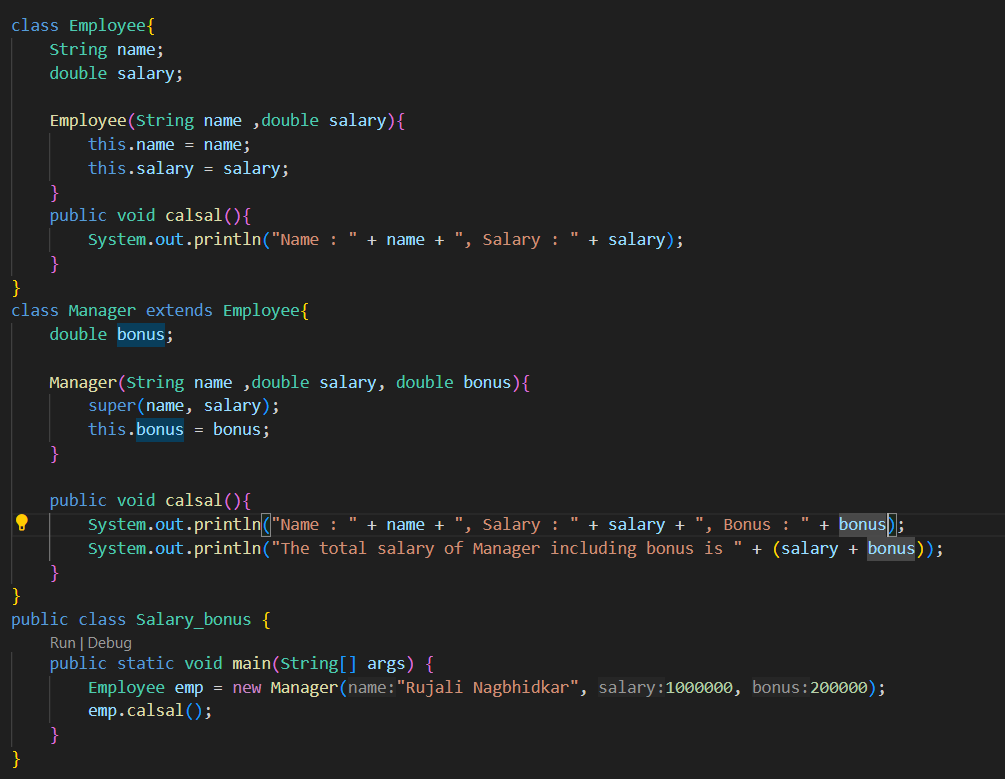 class Employee{
    String name;
    double salary;

    Employee(String name ,double salary){
        this.name = name;
        this.salary = salary;
    }
    public void calsal(){
        System.out.println("Name : " + name + ", Salary : " + salary);
    }
}
class Manager extends Employee{
    double bonus;

    Manager(String name ,double salary, double bonus){
        super(name, salary);
        this.bonus = bonus;
    }

    public void calsal(){
        System.out.println("Name : " + name + ", Salary : " + salary + ", Bonus : " + bonus);
        System.out.println("The total salary of Manager including bonus is " + (salary + bonus));
    }
}
public class Salary_bonus {
    Run | Debug
    public static void main(String[] args) {
        Employee emp = new Manager(name:"Rujali Nagbhidkar", salary:1000000, bonus:200000);
        emp.calsal();
    }
}